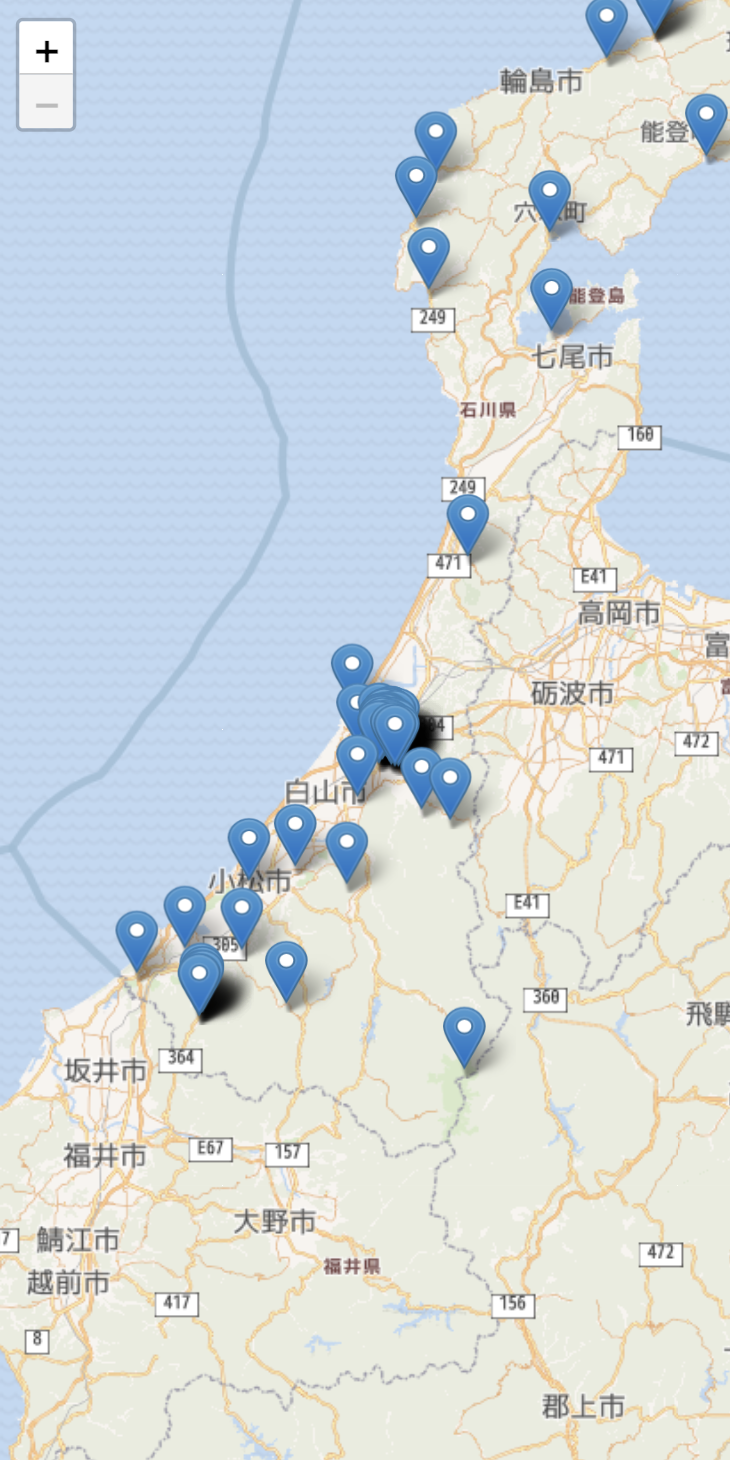 +
−
輪島市
能登
穴
町
249
能登島
七尾市
石川県
160
249
471
E41
高岡市
富
砺波市
富
472
471
白山市
小松市
E41
305
360
飛騨
364
坂井市
E67
157
福井市
大野市
7
鯖江市
472
福井県
越前市
417
156
8
郡上市